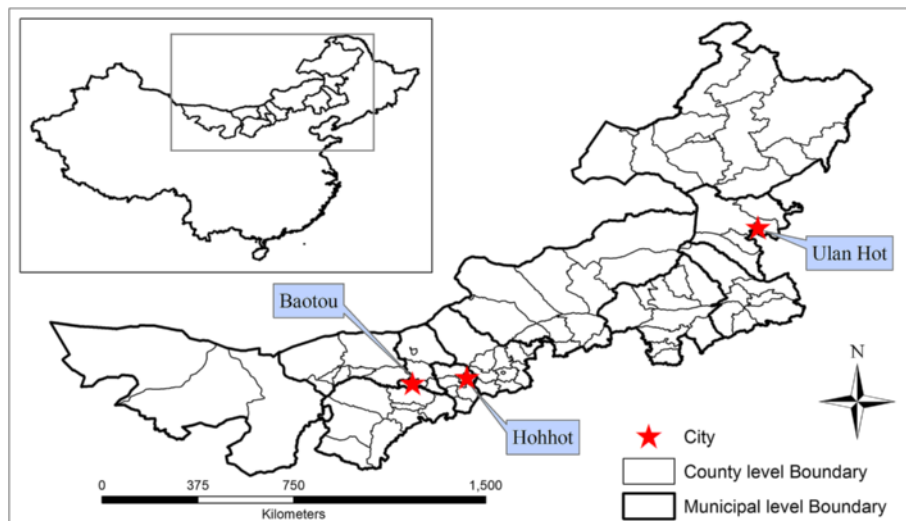 Ulan Hot
Baotou
N
Hohhot
City
County level Boundary
Municipal level Boundary
0 375 750 1,500
Kilometers